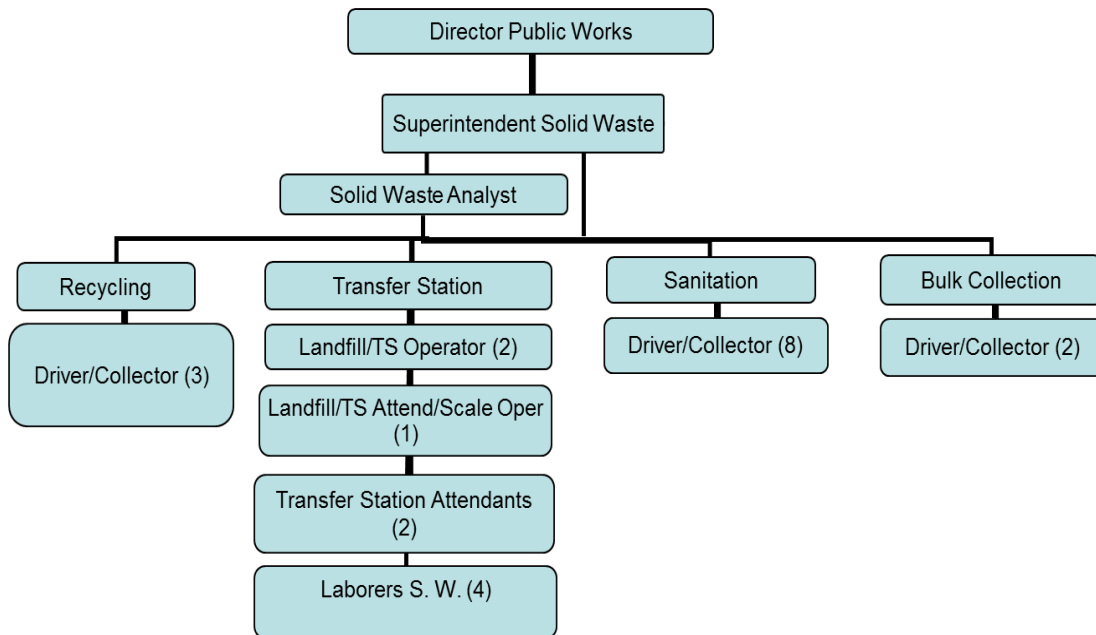 Director Public Works
Superintendent Solid Waste
Solid Waste Analyst
Recycling
Transfer Station
Sanitation
Bulk Collection
Driver/Collector (3)
Landfill/TS Operator (2)
Driver/Collector (8)
Driver/Collector (2)
Landfill/TS Attend/Scale Oper
(1)
Transfer Station Attendants
(2)
Laborers S. W. (4)